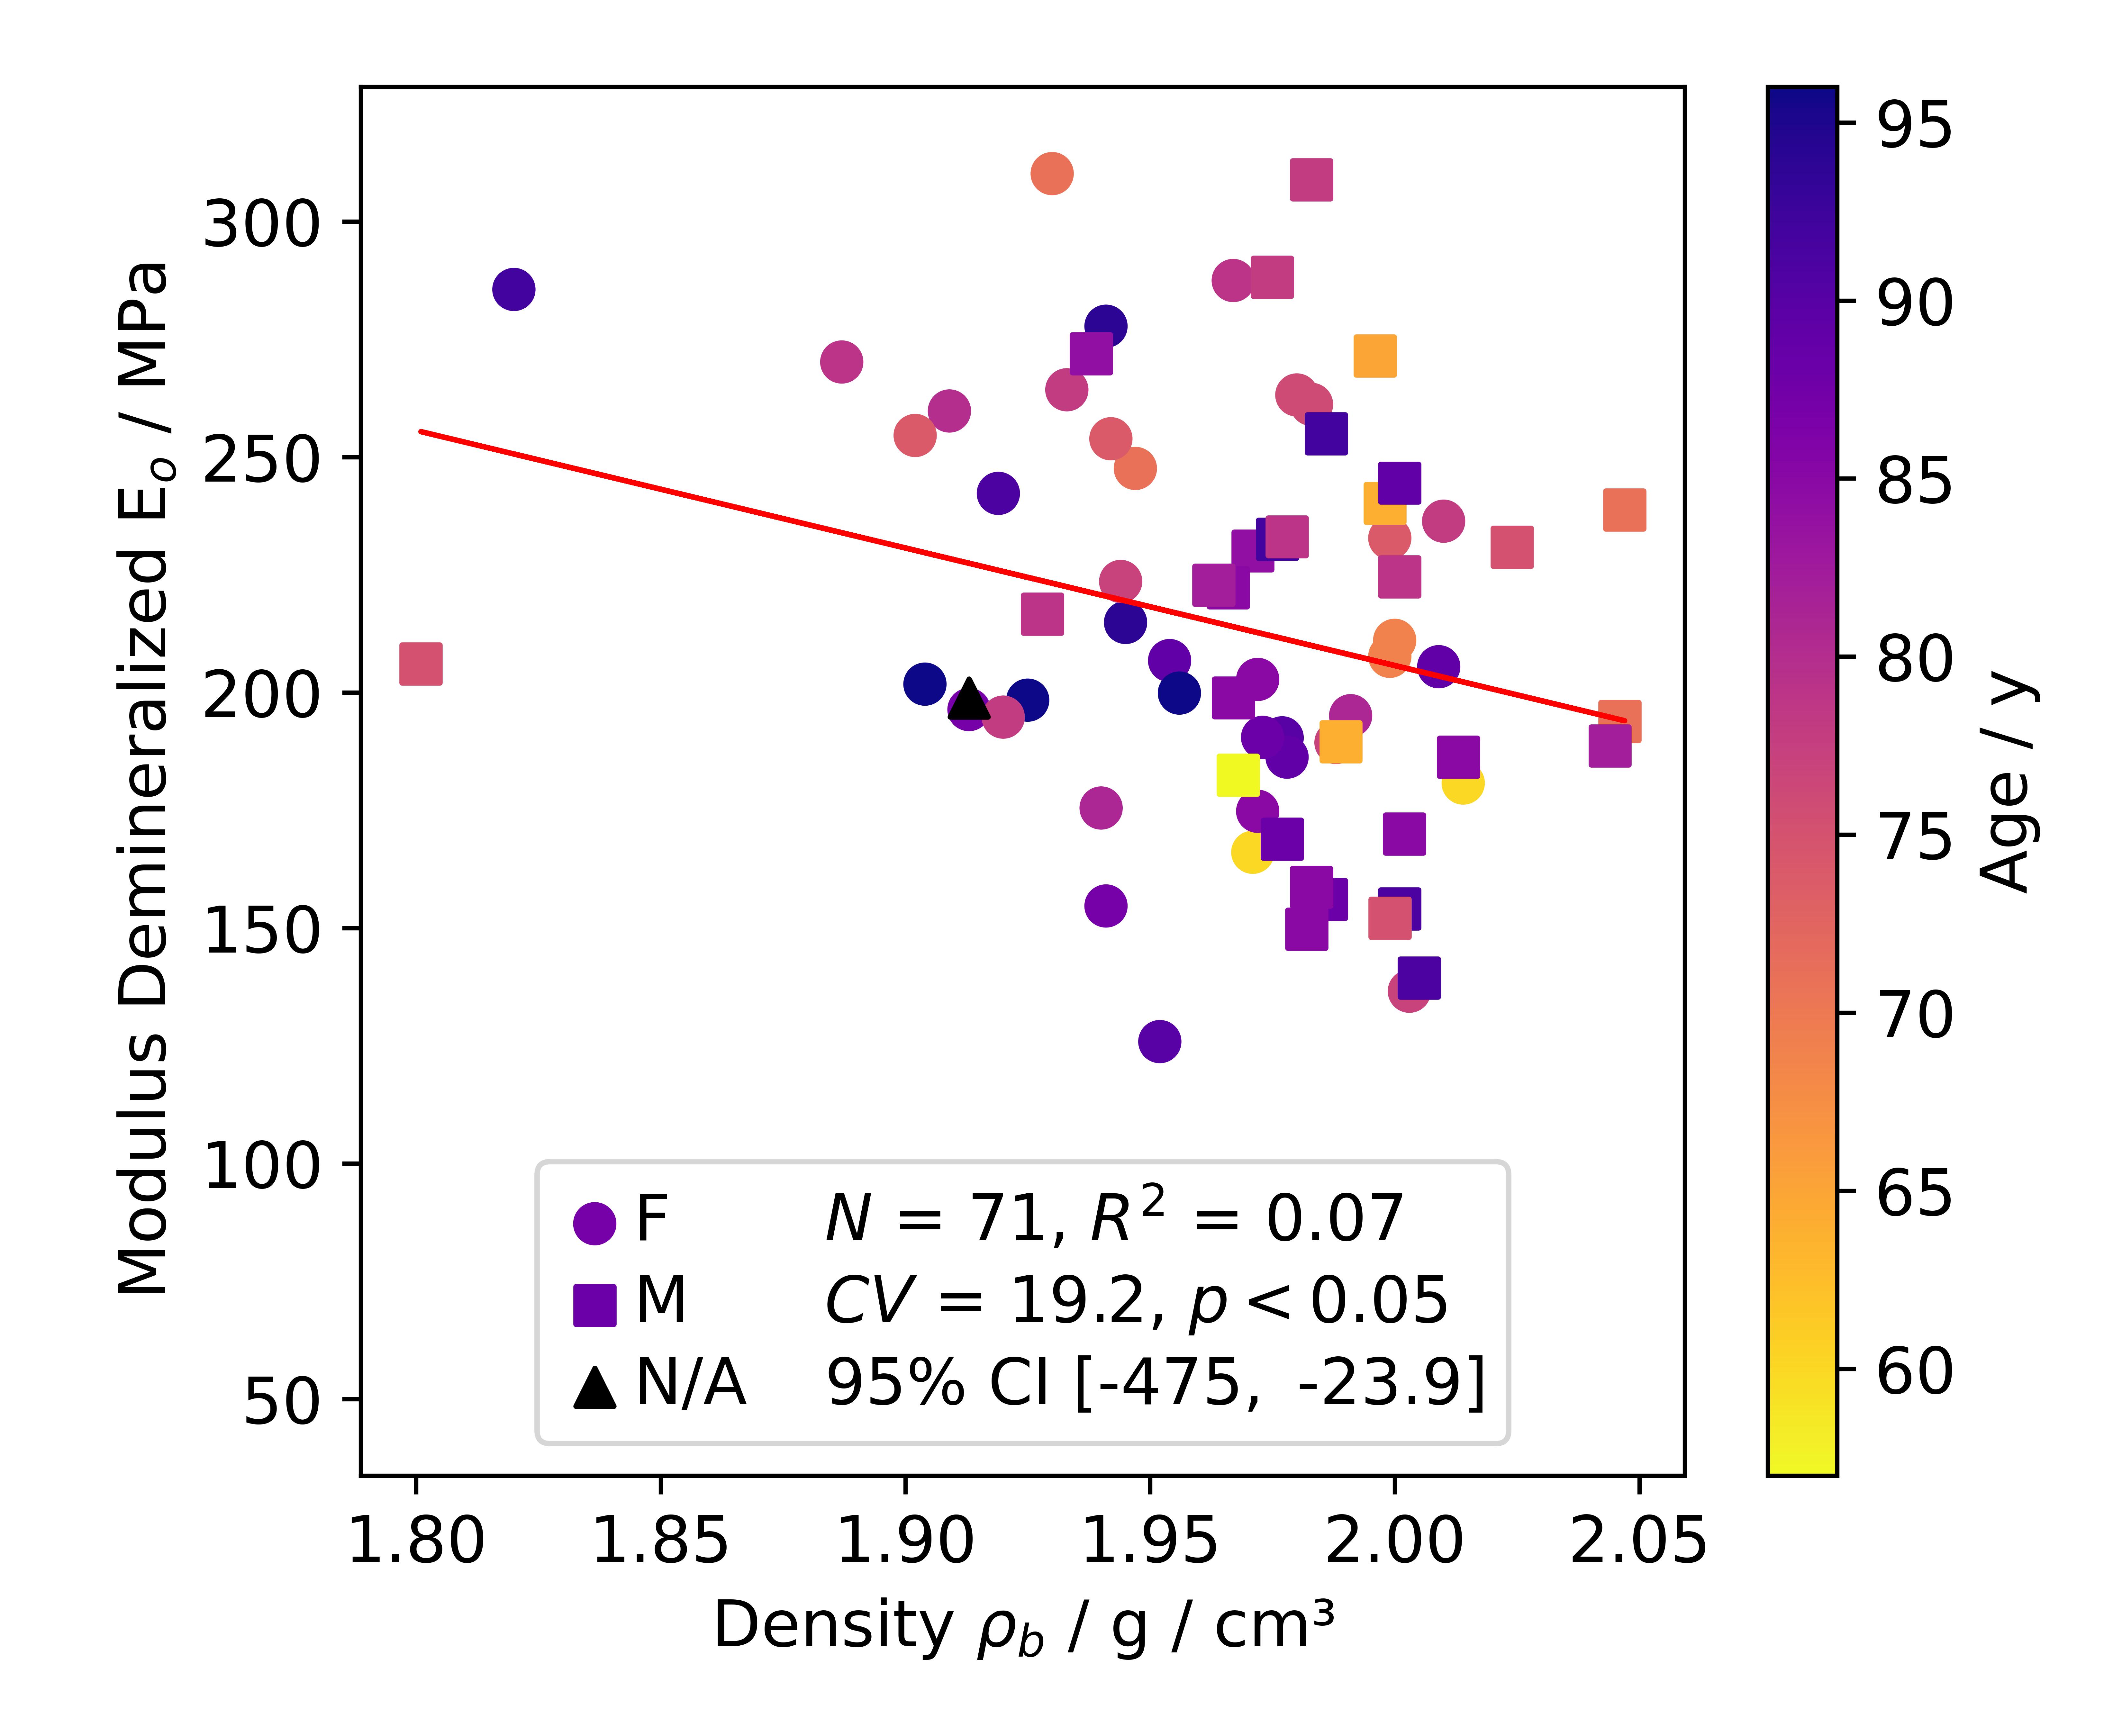 Modulus Demineralized E₀ / MPa
300
250
200
150
100
50
1.80 1.85 1.90 1.95 2.00 2.05
Density ρ_b / g / cm³
F N = 71, R² = 0.07
M CV = 19.2, p < 0.05
N/A 95% CI [-475, -23.9]
95
90
85
80
75
70
65
60
Age / y